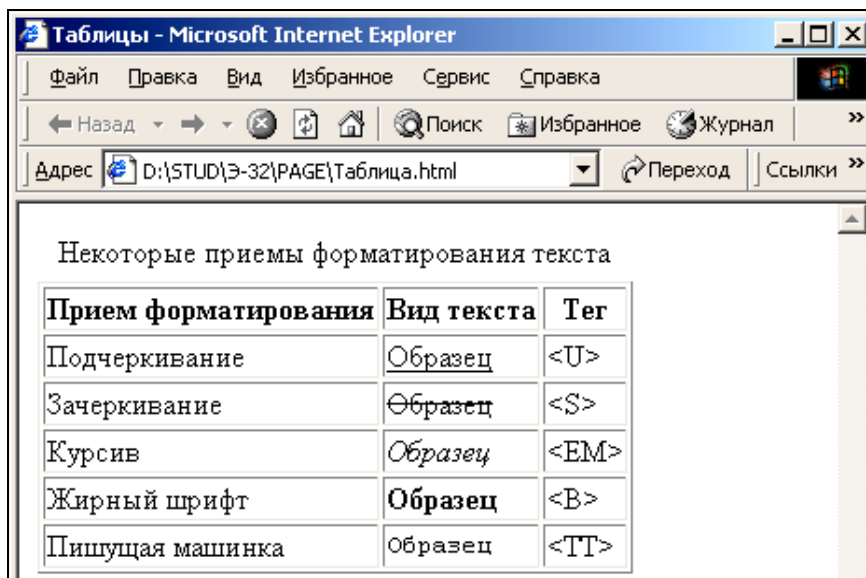 Таблицы - Microsoft Internet Explorer
Файл Правка Вид Избранное Сервис Справка
Назад Поиск Избранное Журнал »
Адрес D:\STUD\Э-32\PAGE\Таблица.html Переход Ссылки »
Некоторые приемы форматирования текста
Прием форматирования Вид текста Тег
Подчеркивание Образец <U>
Зачеркивание Образец <S>
Курсив Образец <EM>
Жирный шрифт Образец <B>
Пишущая машинка Образец <TT>